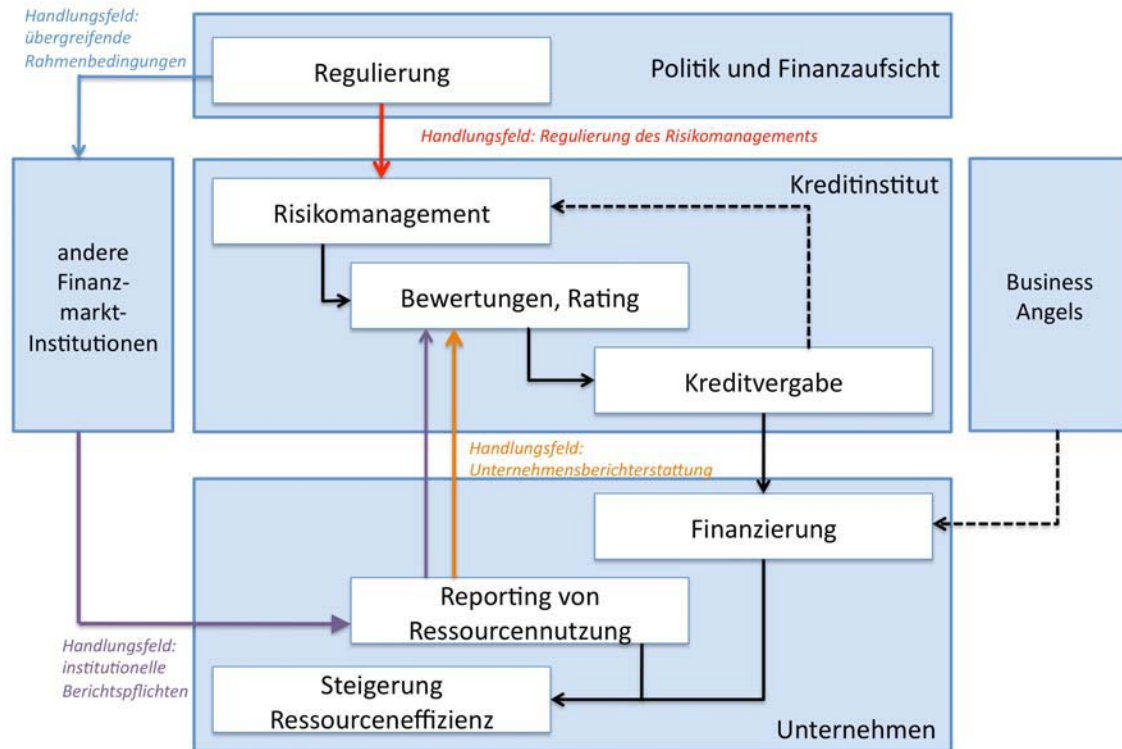 Handlungsfeld:
übergreifende
Rahmenbedingungen
Regulierung
Politik und Finanzaufsicht
Handlungsfeld: Regulierung des Risikomanagements
Kreditinstitut
Risikomanagement
andere
Finanz-
markt-
Institutionen
Bewertungen, Rating
Business
Angels
Kreditvergabe
Handlungsfeld:
Unternehmensberichterstattung
Finanzierung
Reporting von
Ressourcennutzung
Handlungsfeld:
institutionelle
Berichtspflichten
Steigerung
Ressourceneffizienz
Unternehmen